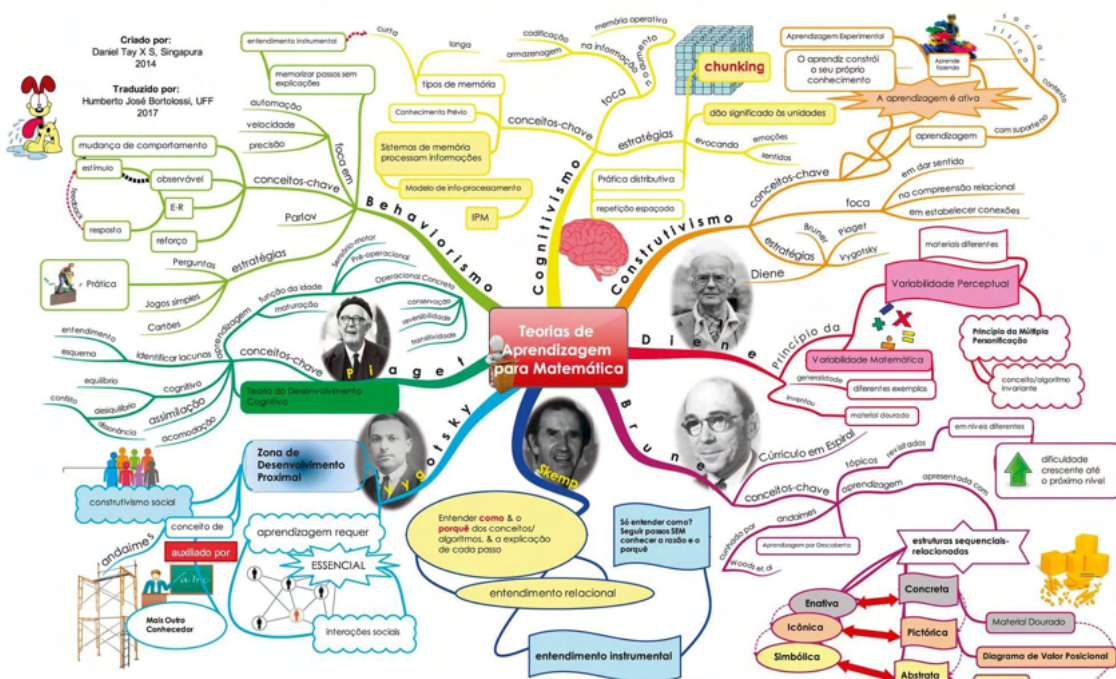 Criado por:
Daniel Tay X S, Singapura
2014
Traduzido por:
Humberto José Bortolossi, UFF
2017
Teorias de
Aprendizagem
para Matemática
Behaviorismo
entendimento instrumental
memorizar passos sem
explicações
automação
velocidade
precisão
foca em
mudança de comportamento
estímulo
observável
E-R
feedback
resposta
reforço
conceitos-chave
Parlov
estratégias
Perguntas
Prática
Jogos simples
Cartões
Cognitivismo
curta
longa
tipos de memória
Conhecimento Prévio
Sistemas de memória
processam informações
Modelo de info-processamento
IPM
conceitos-chave
codificação
armazenagem
na informação
memória operativa
o aumento
foca
chunking
dão significado às unidades
estratégias
evocando
emoções
sentidos
Prática distributiva
repetição espaçada
Construtivismo
Aprendizagem Experimental
O aprendiz constrói
o seu próprio
conhecimento
Aprende
fazendo
social
físico
contexto
A aprendizagem é ativa
aprendizagem
com suporte no
conceitos-chave
em dar sentido
foca
na compreensão relacional
em estabelecer conexões
estratégias
Bruner
Piaget
Vygotsky
Diene
Diene
materiais diferentes
Variabilidade Perceptual
Princípio da
Princípio da Múltipla
Personificação
Variabilidade Matemática
generalidade
diferentes exemplos
conceito/algoritmo
invariante
inventou
material dourado
Brune
Cúrriculo em Espiral
conceitos-chave
tópicos
revisitados
em níveis diferentes
dificuldade
crescente até
o próximo nível
aprendizagem
apresentada com
andaimes
cunhado por
Wood et. al
Aprendizagem por Descoberta
estruturas sequenciais-
relacionadas
Enativa
Concreta
Icônica
Pictórica
Simbólica
Abstrata
Material Dourado
Diagrama de Valor Posicional
Piaget
Sensório-motor
Pré-operacional
Operacional Concreto
função da idade
maturação
conservação
reversibilidade
transitividade
aprendizagem
entendimento
esquema
identificar lacunas
conceitos-chave
equilíbrio
cognitivo
conflito
desiquilíbrio
dissonância
assimilação
acomodação
Teoria do Desenvolvimento
Cognitivo
Vygotsky
Zona de
Desenvolvimento
Proximal
construtivismo social
conceito de
andaimes
auxiliado por
Mais Outro
Conhecedor
aprendizagem requer
ESSENCIAL
interações sociais
Skemp
Entender como & o
porquê dos conceitos/
algoritmos, & a explicação
de cada passo
entendimento relacional
Só entender como?
Seguir passos SEM
conhecer a razão e o
porquê
entendimento instrumental